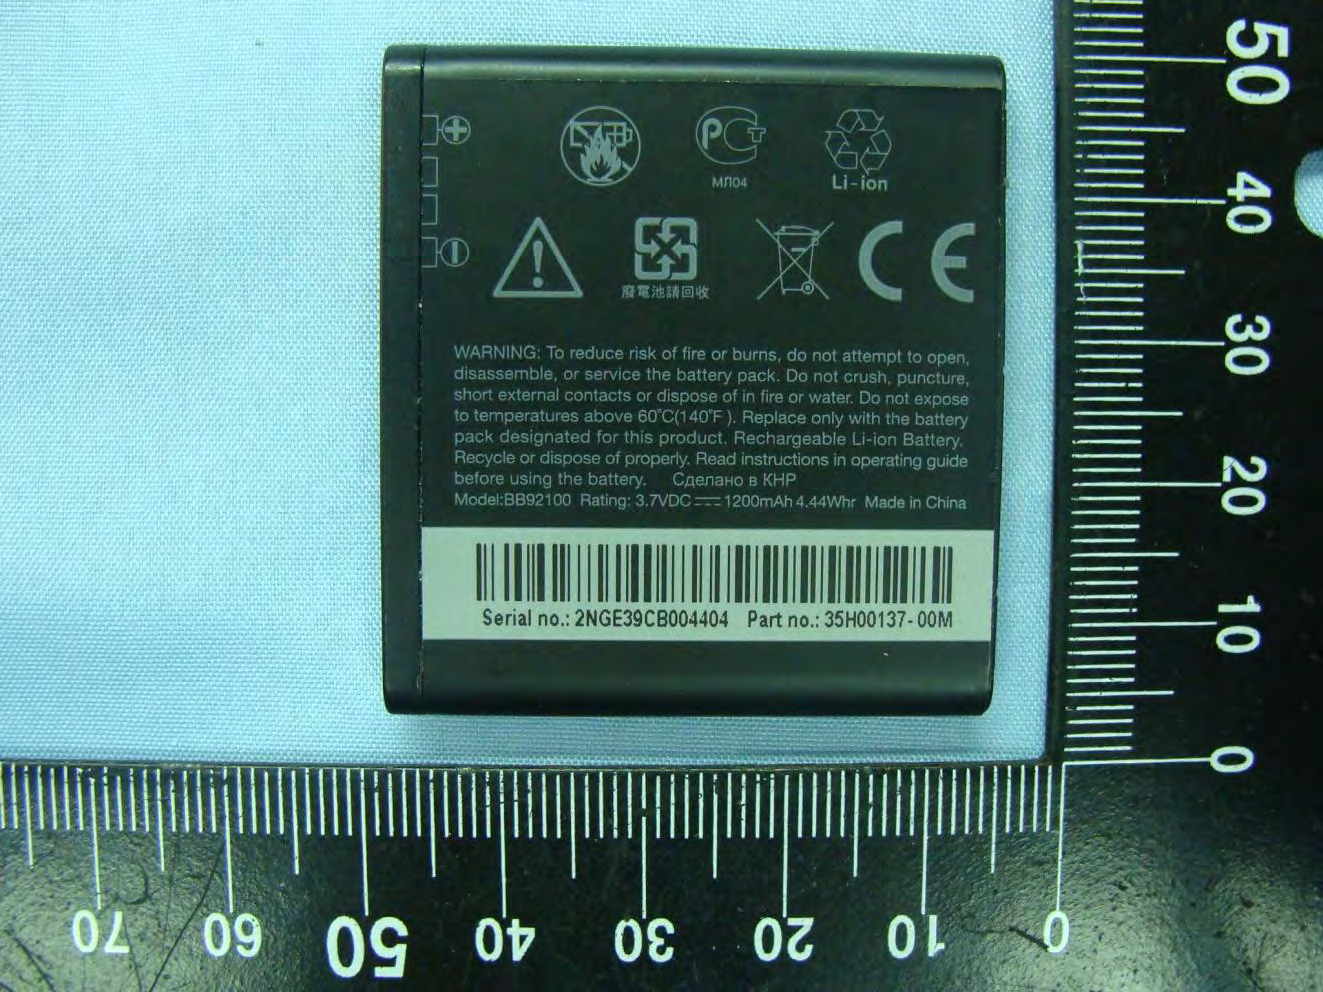 МП04
Li-ion
廢電池請回收
CE
WARNING: To reduce risk of fire or burns, do not attempt to open,
disassemble, or service the battery pack. Do not crush, puncture,
short external contacts or dispose of in fire or water. Do not expose
to temperatures above 60°C(140°F ). Replace only with the battery
pack designated for this product. Rechargeable Li-ion Battery.
Recycle or dispose of properly. Read instructions in operating guide
before using the battery. Сделано в КНР
Model:BB92100 Rating: 3.7VDC 1200mAh 4.44Whr Made in China
Serial no.: 2NGE39CB004404 Part no.: 35H00137-00M
50
40
30
20
10
0
70 60 50 40 30 20 10 0